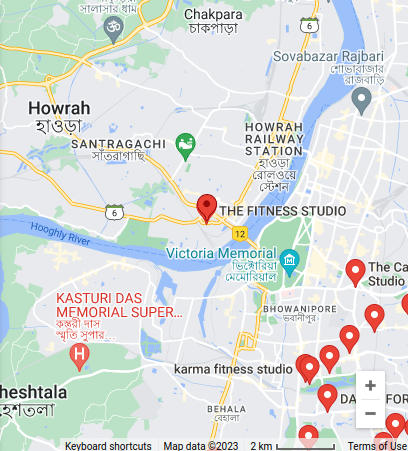 Chakpara
চাকপাড়া
সালাসার ধাম
6
Sovabazar Rajbari
শোভাবাজার
রাজবাড়ি
Howrah
হাওড়া
SANTRAGACHI
সাঁতরাগাছি
HOWRAH
RAILWAY
STATION
হাওড়া
রেলওয়ে
স্টেশন
6
THE FITNESS STUDIO
12
Hooghly River
Victoria Memorial
ভিক্টোরিয়া
মেমোরিয়াল
The Ca
Studio
KASTURI DAS
MEMORIAL SUPER...
কস্তুরী দাস
স্মৃতি সুপার...
H
BHOWANIPORE
ভবানীপুর
karma fitness studio
heshtala
হেশতলা
BEHALA
বেহালা
DA
FOR
+
−
Keyboard shortcuts Map data ©2023 2 km Terms of Use